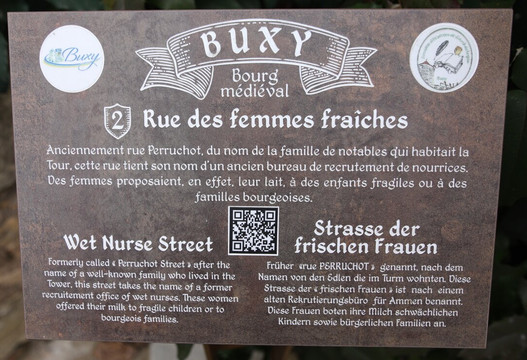 Buxy
BUXY
Bourg
médiéval
2 Rue des femmes fraîches
Anciennement rue Perruchot, du nom de la famille de notables qui habitait la
Tour, cette rue tient son nom d'un ancien bureau de recrutement de nourrices.
Des femmes proposaient, en effet, leur lait, à des enfants fragiles ou à des
familles bourgeoises.
Wet Nurse Street
Formerly called « Perruchot Street » after the
name of a well-known family who lived in the
Tower, this street takes the name of a former
recruitment office of wet nurses. These women
offered their milk to fragile children or to
bourgeois families.
Strasse der
frischen Frauen
Früher «rue PERRUCHOT » genannt, nach dem
Namen von den Edlen die im Turm wohnten. Diese
Strasse der « frischen Frauen » ist nach einem
alten Rekrutierungsbüro für Ammen benannt.
Diese Frauen boten ihre Milch schwächlichen
Kindern sowie bürgerlichen Familien an.